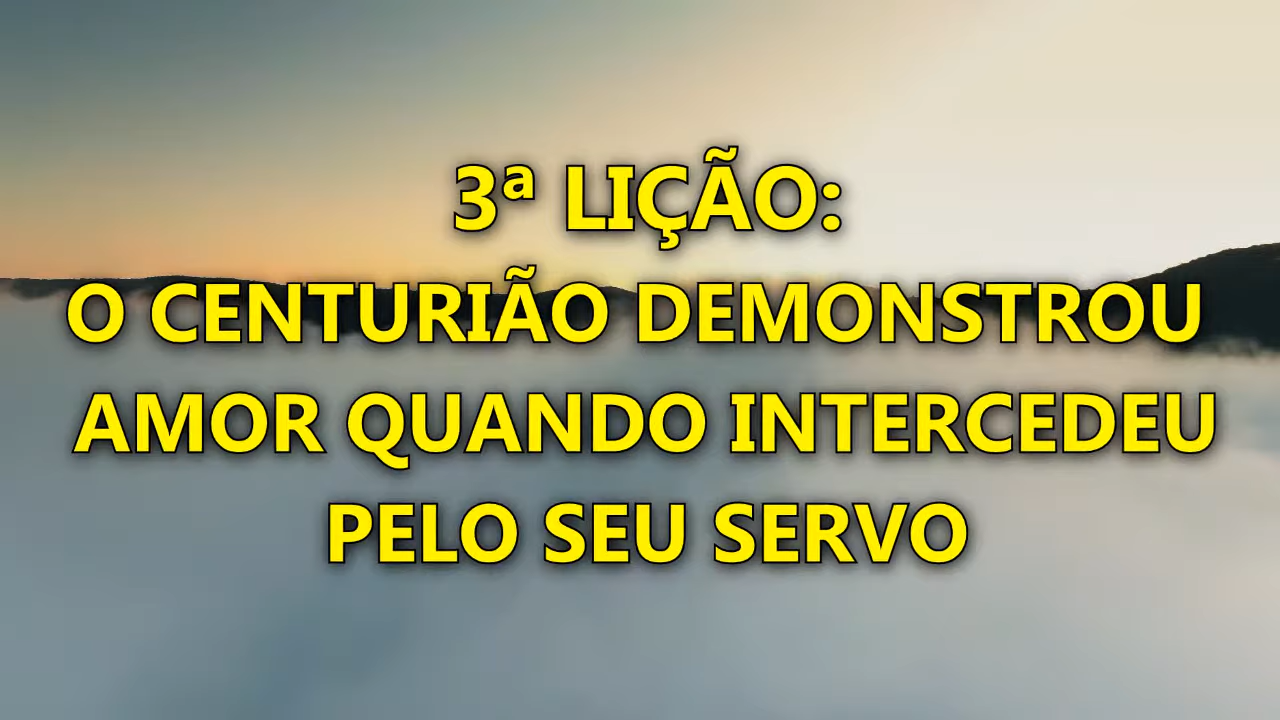 3ª LIÇÃO:
O CENTURIÃO DEMONSTROU
AMOR QUANDO INTERCEDEU
PELO SEU SERVO